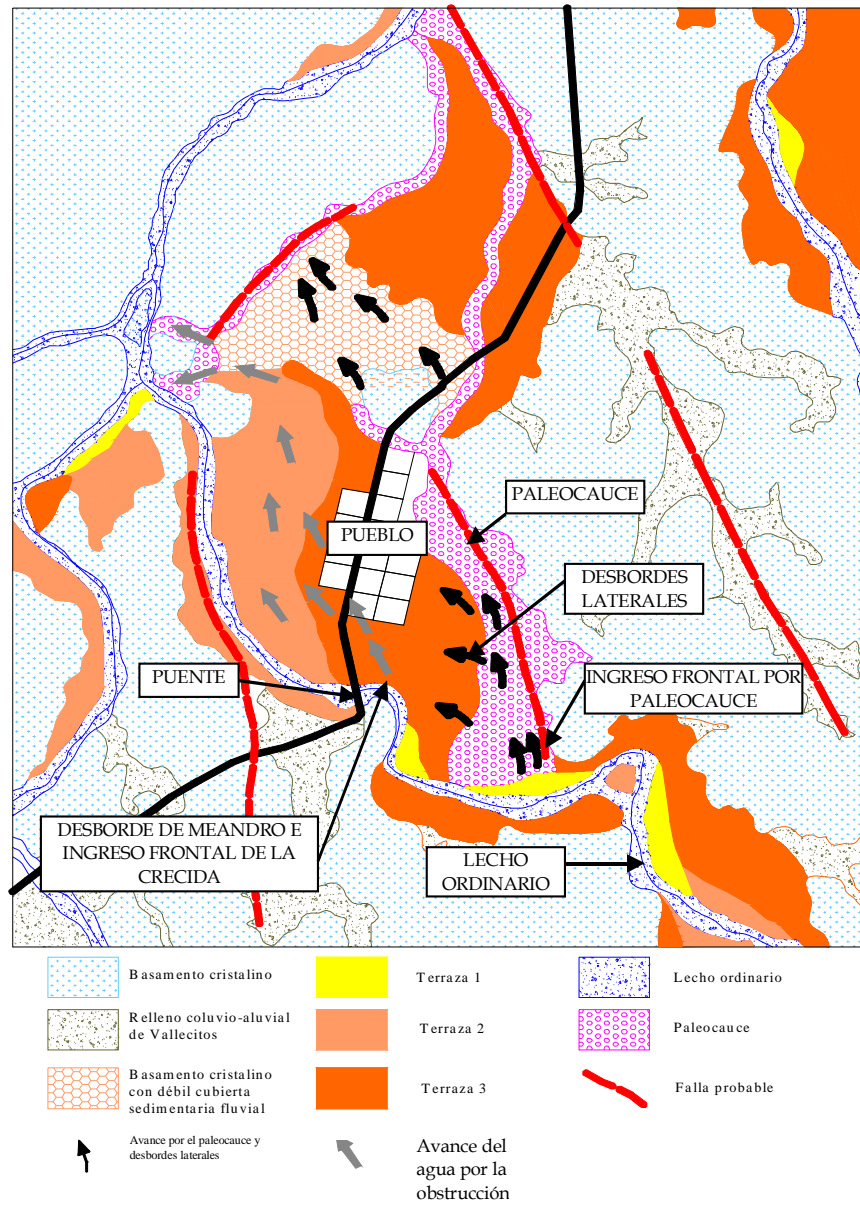 PALEOCAUCE
PUEBLO
DESBORDES
LATERALES
PUENTE
INGRESO FRONTAL POR
PALEOCAUCE
DESBORDE DE MEANDRO E
INGRESO FRONTAL DE LA
CRECIDA
LECHO
ORDINARIO
Basamento cristalino
Terraza 1
Lecho ordinario
Relleno coluvio-aluvial
de Vallecitos
Terraza 2
Paleocauce
Basamento cristalino
con débil cubierta
sedimentaria fluvial
Terraza 3
Falla probable
Avance por el paleocauce y
desbordes laterales
Avance del
agua por la
obstrucción